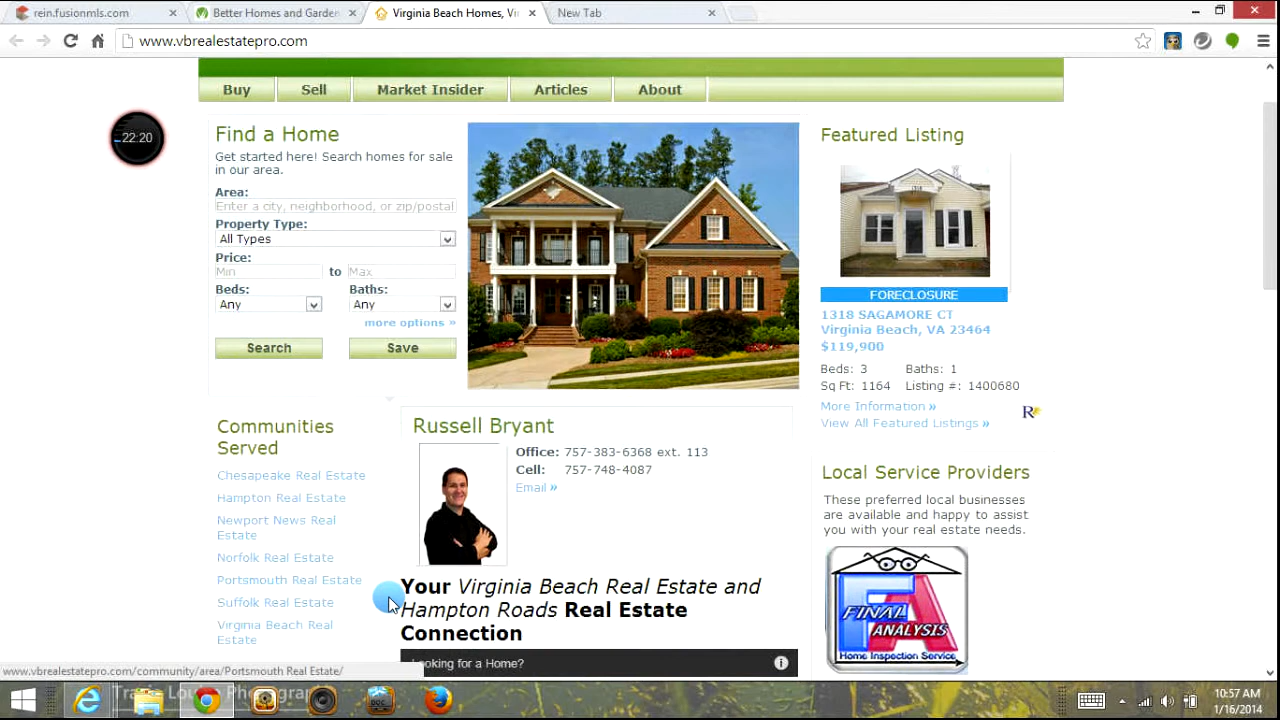 rein.fusionmls.com
Better Homes and Garden
Virginia Beach Homes, Vi
New Tab
www.vbrealestatepro.com
Buy
Sell
Market Insider
Articles
About
22:20
Find a Home
Get started here! Search homes for sale
in our area.
Area:
Enter a city, neighborhood, or zip/postal
Property Type:
All Types
Price:
Min
to
Max
Beds:
Baths:
Any
Any
more options »
Search
Save
Communities
Served
Chesapeake Real Estate
Hampton Real Estate
Newport News Real
Estate
Norfolk Real Estate
Portsmouth Real Estate
Suffolk Real Estate
Virginia Beach Real
Estate
Russell Bryant
Office: 757-383-6368 ext. 113
Cell: 757-748-4087
Email »
Your Virginia Beach Real Estate and
Hampton Roads Real Estate
Connection
Looking for a Home?
Featured Listing
1318
FORECLOSURE
1318 SAGAMORE CT
Virginia Beach, VA 23464
$119,900
Beds: 3 Baths: 1
Sq Ft: 1164 Listing #: 1400680
More Information »
R
View All Featured Listings »
Local Service Providers
These preferred local businesses
are available and happy to assist
you with your real estate needs.
FINAL
ANALYSIS
Home Inspection Service
www.vbrealestatepro.com/community/area/Portsmouth Real Estate/
10:57 AM
1/16/2014